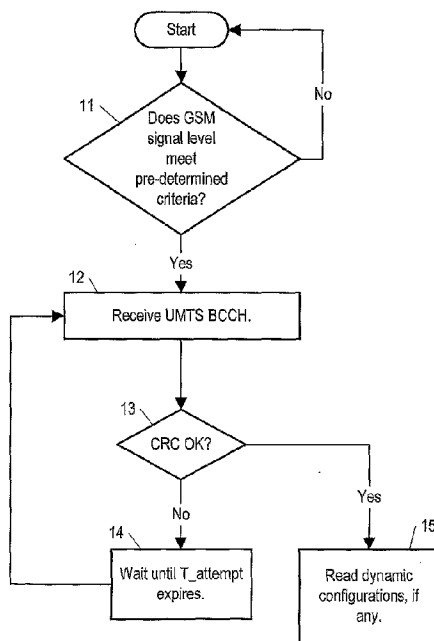 Start
11
Does GSM
signal level
meet
pre-determined
criteria?
No
Yes
12
Receive UMTS BCCH.
13
CRC OK?
No
Yes
14
Wait until T_attempt
expires.
15
Read dynamic
configurations, if
any.